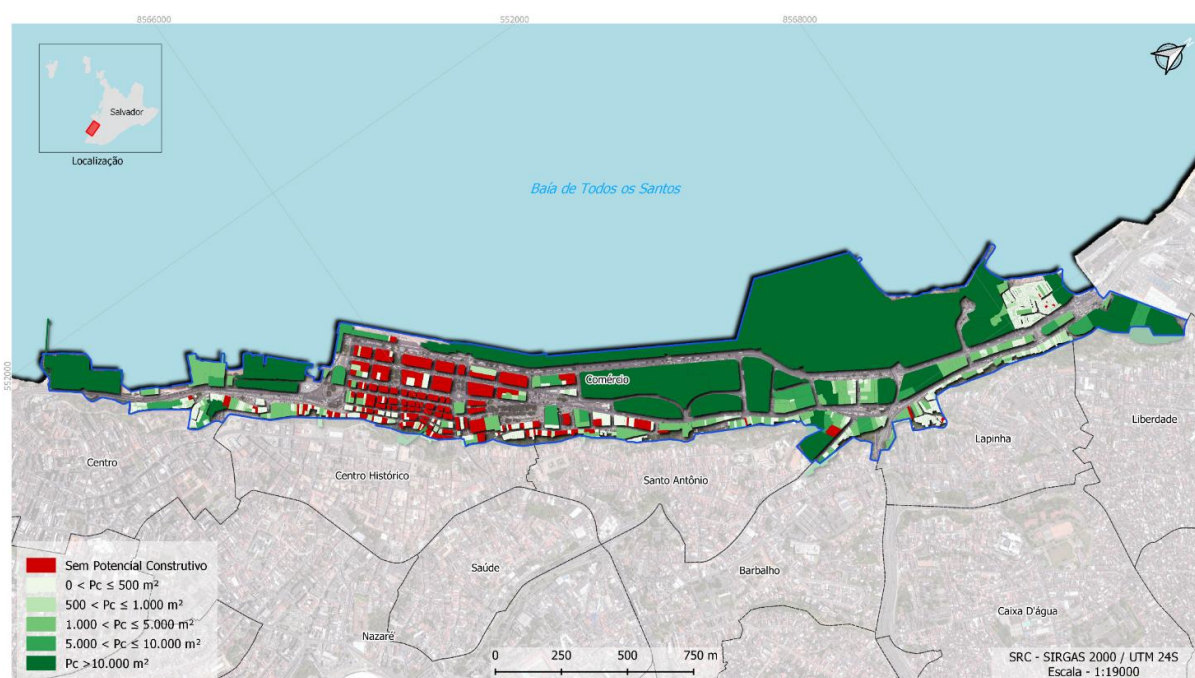 8566000
552000
8568000
N
Salvador
Localização
Baía de Todos os Santos
552000
Comércio
Centro
Centro Histórico
Santo Antônio
Lapinha
Liberdade
Saúde
Barbalho
Nazaré
Caixa D'água
Sem Potencial Construtivo
0 < Pc ≤ 500 m²
500 < Pc ≤ 1.000 m²
1.000 < Pc ≤ 5.000 m²
5.000 < Pc ≤ 10.000 m²
Pc >10.000 m²
0 250 500 750 m
SRC - SIRGAS 2000 / UTM 24S
Escala - 1:19000